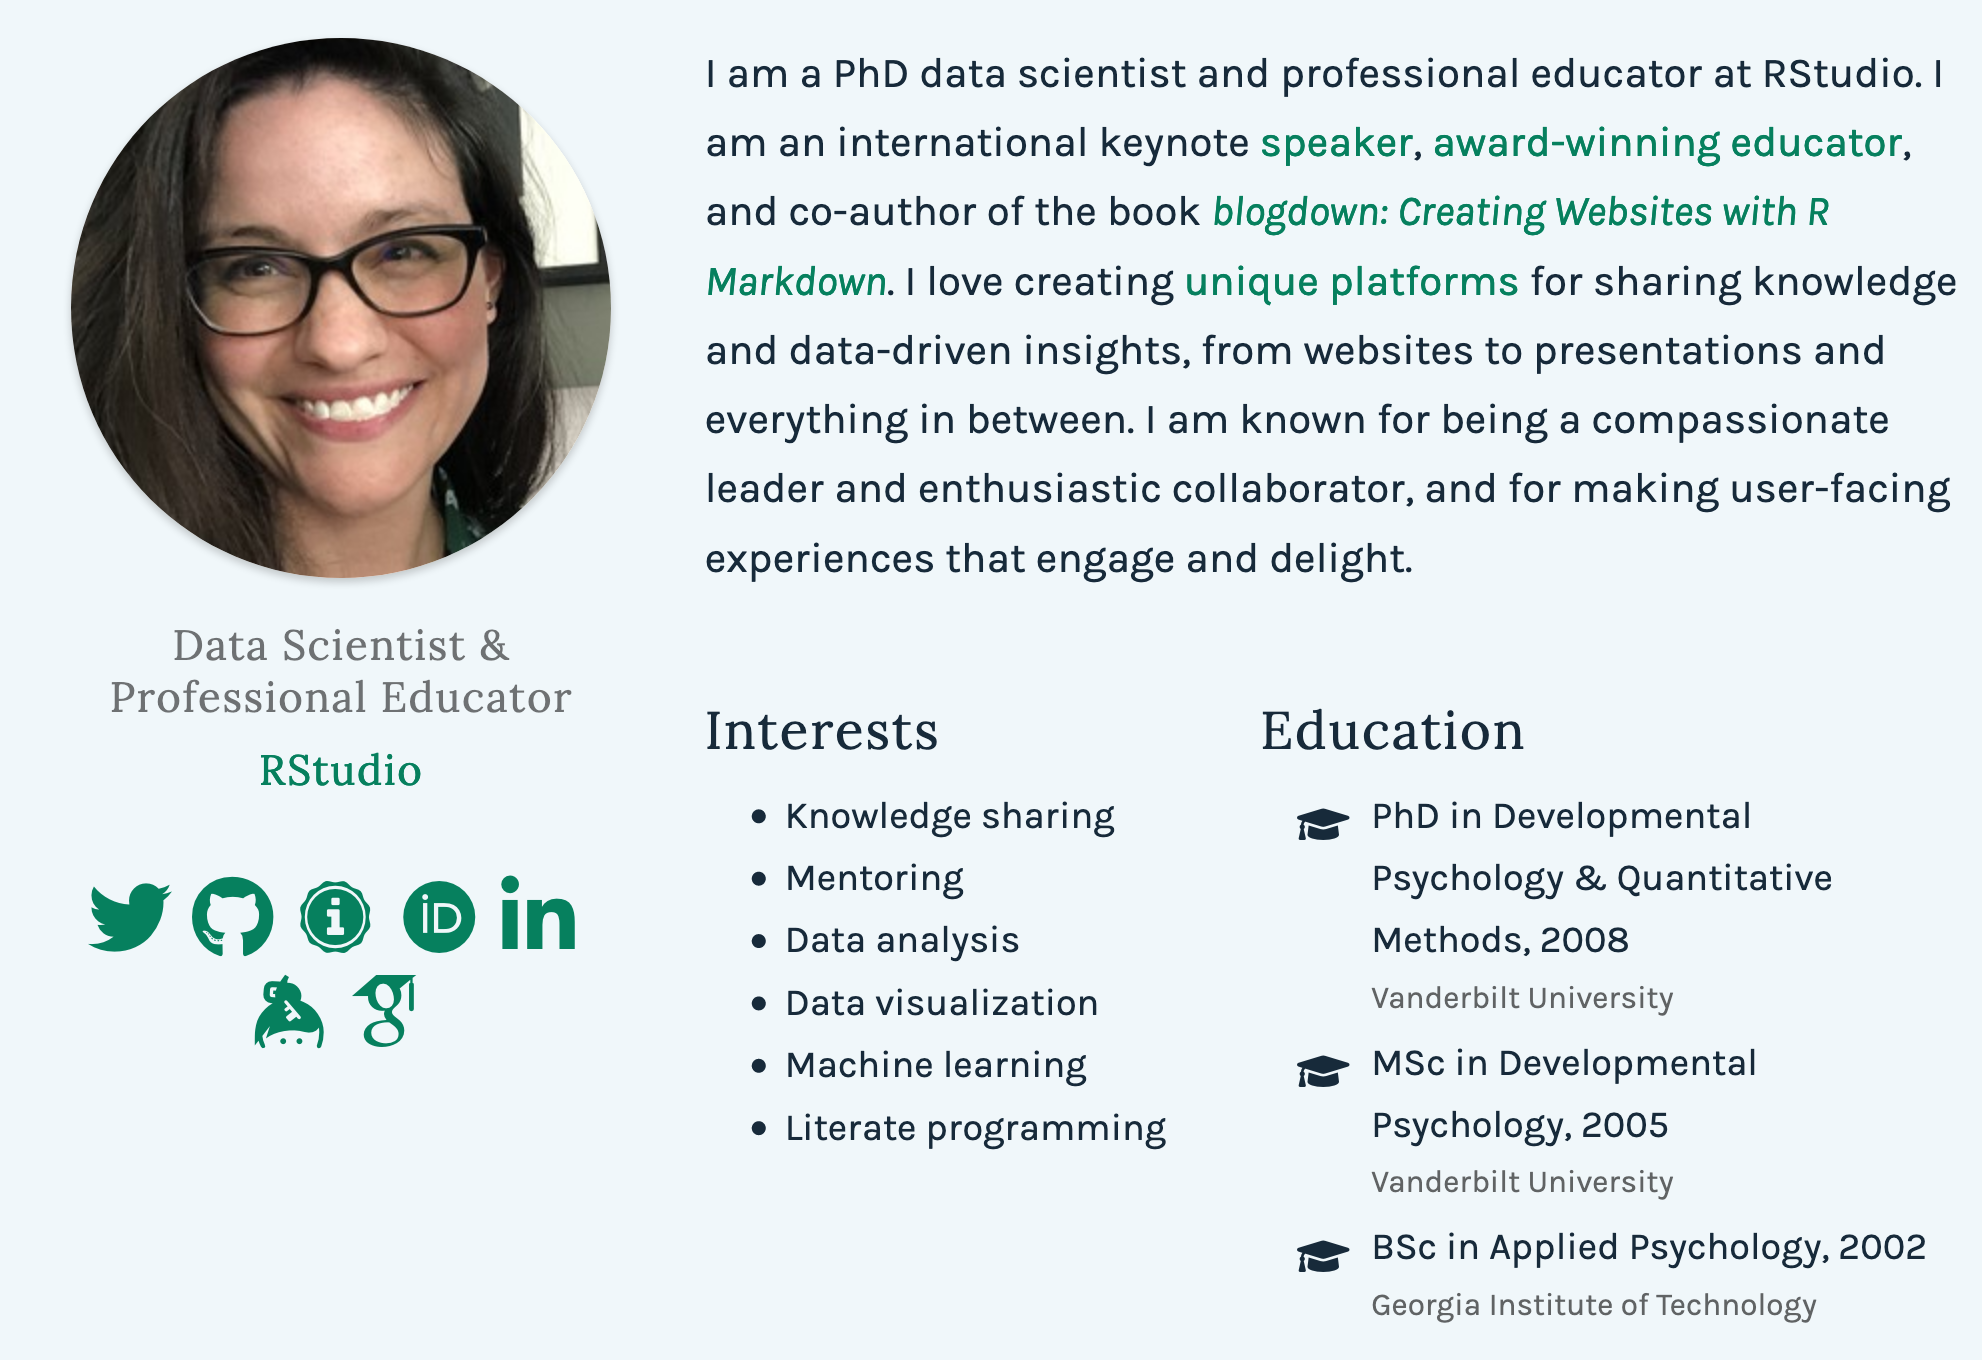 I am a PhD data scientist and professional educator at RStudio. I
am an international keynote speaker, award-winning educator,
and co-author of the book blogdown: Creating Websites with R
Markdown. I love creating unique platforms for sharing knowledge
and data-driven insights, from websites to presentations and
everything in between. I am known for being a compassionate
leader and enthusiastic collaborator, and for making user-facing
experiences that engage and delight.
Data Scientist &
Professional Educator
RStudio
iD
in
Interests
Knowledge sharing
Mentoring
Data analysis
Data visualization
Machine learning
Literate programming
Education
PhD in Developmental
Psychology & Quantitative
Methods, 2008
Vanderbilt University
MSc in Developmental
Psychology, 2005
Vanderbilt University
BSc in Applied Psychology, 2002
Georgia Institute of Technology